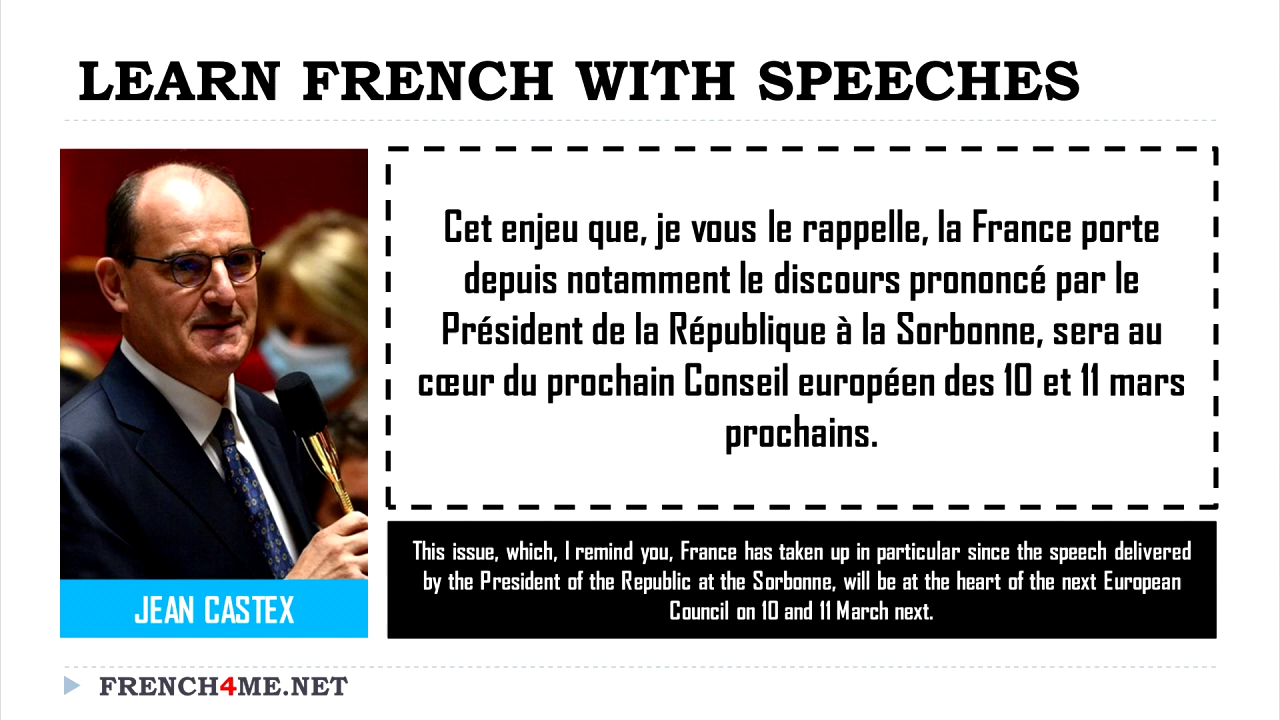 LEARN FRENCH WITH SPEECHES
Cet enjeu que, je vous le rappelle, la France porte
depuis notamment le discours prononcé par le
Président de la République à la Sorbonne, sera au
cœur du prochain Conseil européen des 10 et 11 mars
prochains.
This issue, which, I remind you, France has taken up in particular since the speech delivered
by the President of the Republic at the Sorbonne, will be at the heart of the next European
Council on 10 and 11 March next.
JEAN CASTEX
FRENCH4ME.NET